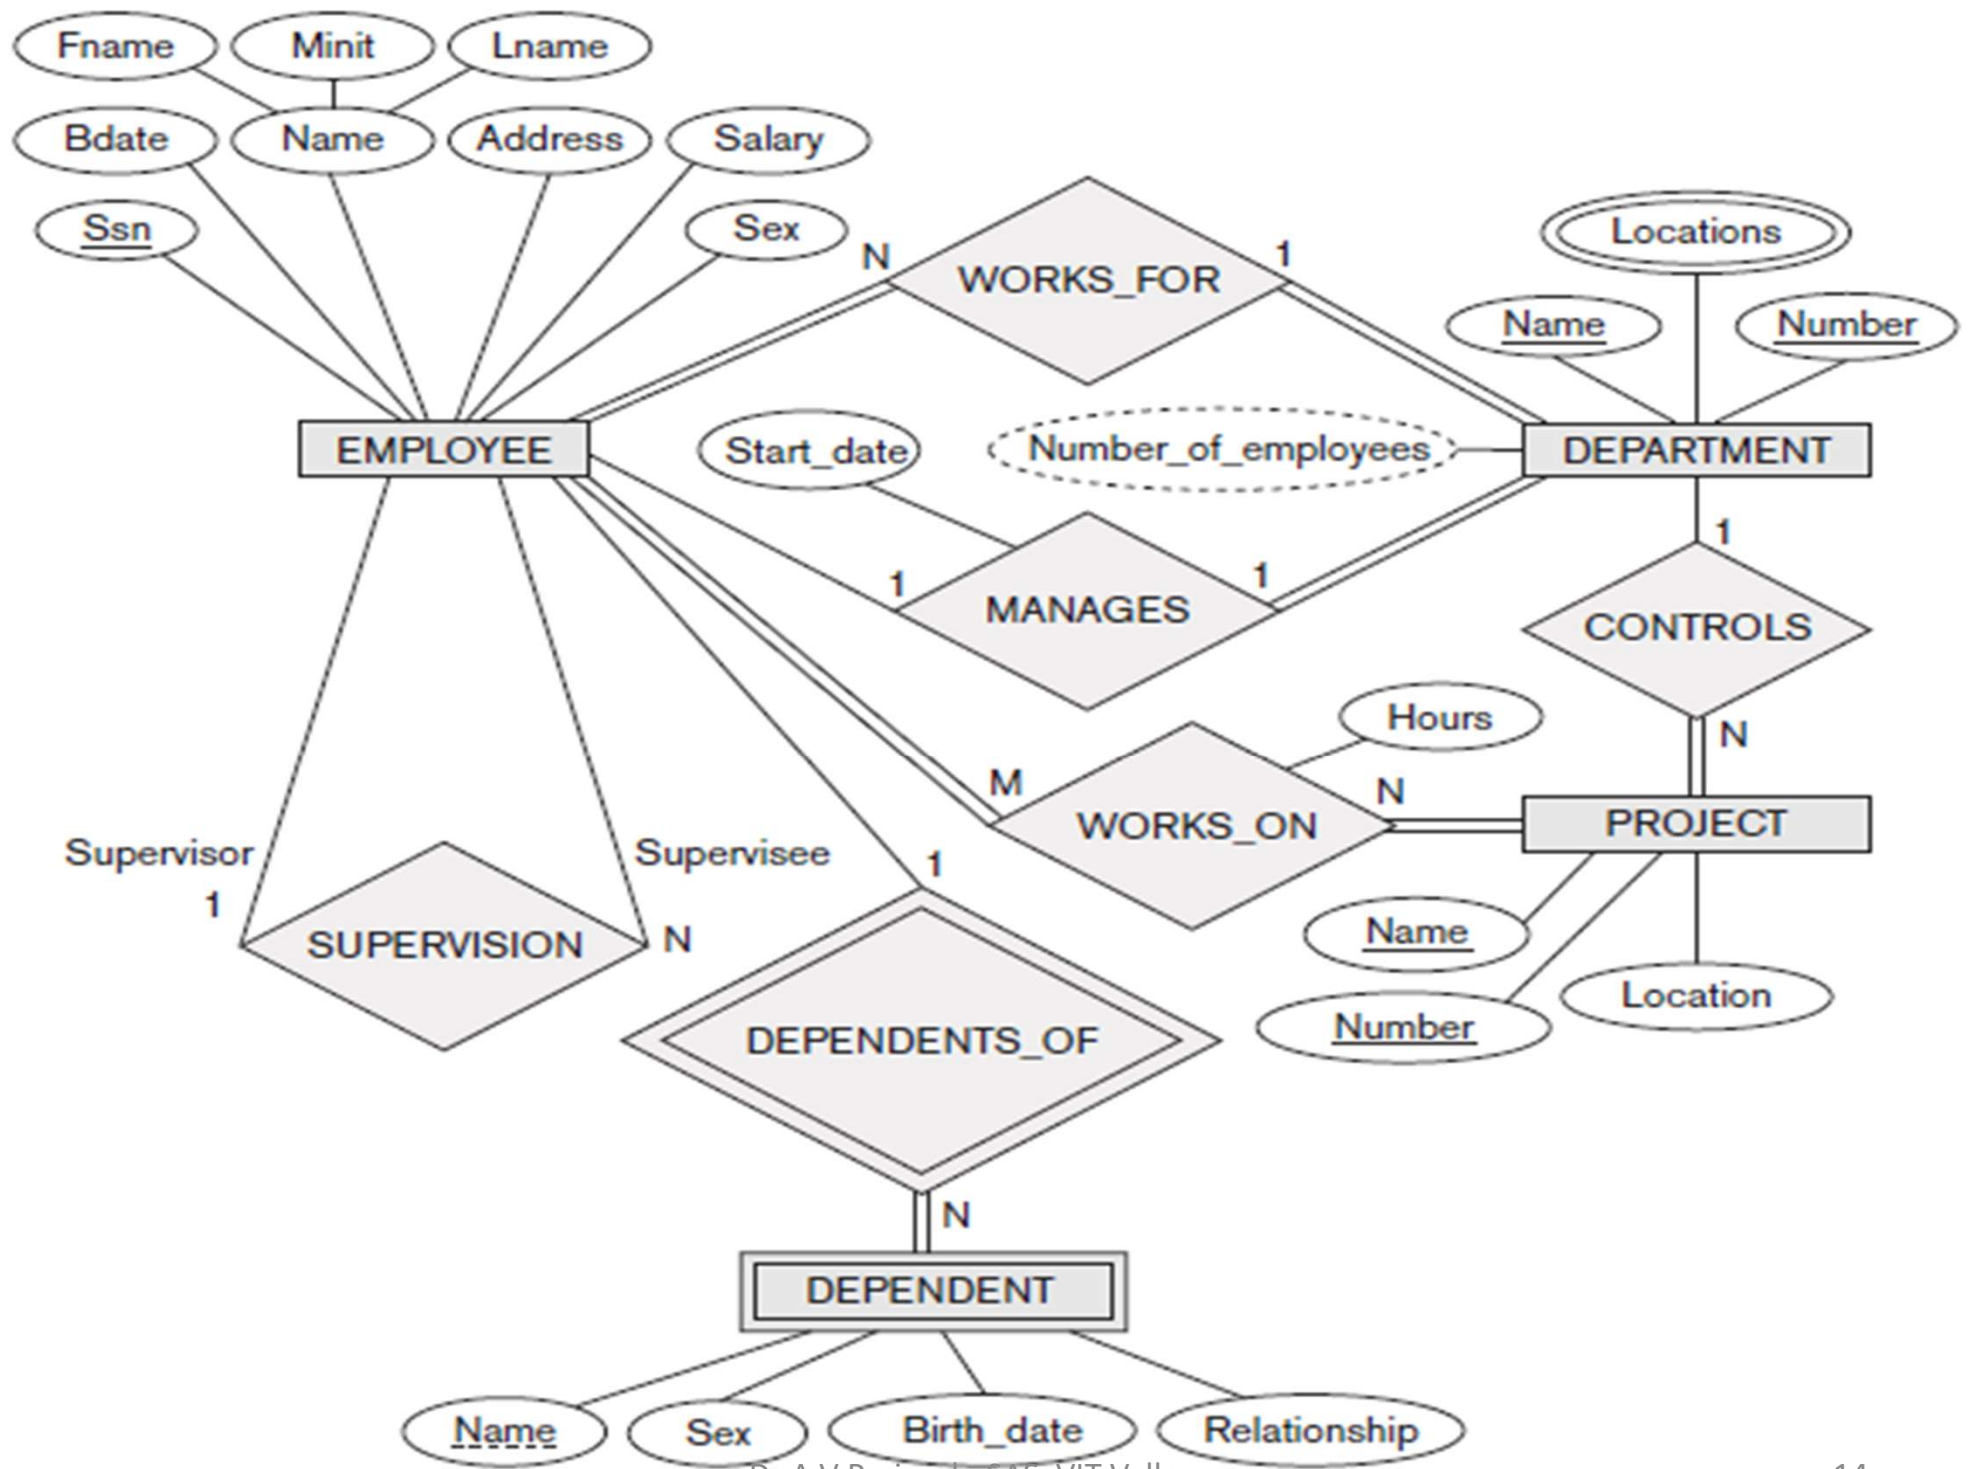 Fname Minit Lname
Bdate Name Address Salary
Ssn Sex
N WORKS_FOR 1
Locations
Name Number
EMPLOYEE Start_date Number_of_employees DEPARTMENT
1 MANAGES 1
1
CONTROLS
N
Hours
M WORKS_ON N
PROJECT
Supervisor Supervisee
1 SUPERVISION N
1
DEPENDENTS_OF
N
Name
Number Location
DEPENDENT
Name Sex Birth_date Relationship
14